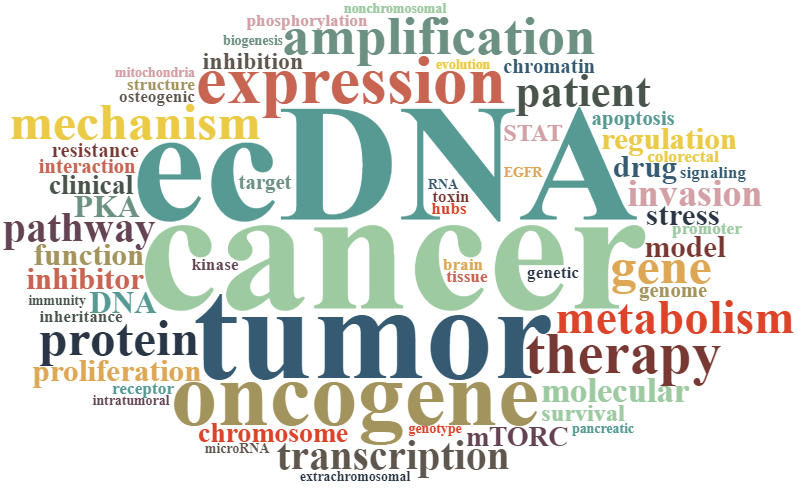 nonchromosomal
phosphorylation
biogenesis
amplification
inhibition
evolution
chromatin
mitochondria
expression
structure
patient
osteogenic
mechanism
ecDNA
STAT
apoptosis
regulation
resistance
colorectal
interaction
drug
signaling
clinical
target
RNA
EGFR
invasion
PKA
toxin
hubs
stress
pathway
cancer
promoter
function
model
kinase
brain
gene
inhibitor
tissue
genetic
genome
immunity
DNA
inheritance
tumor
metabolism
protein
therapy
proliferation
receptor
oncogene
molecular
intratumoral
survival
chromosome
genotype
mTORC
pancreatic
microRNA
transcription
extrachromosomal